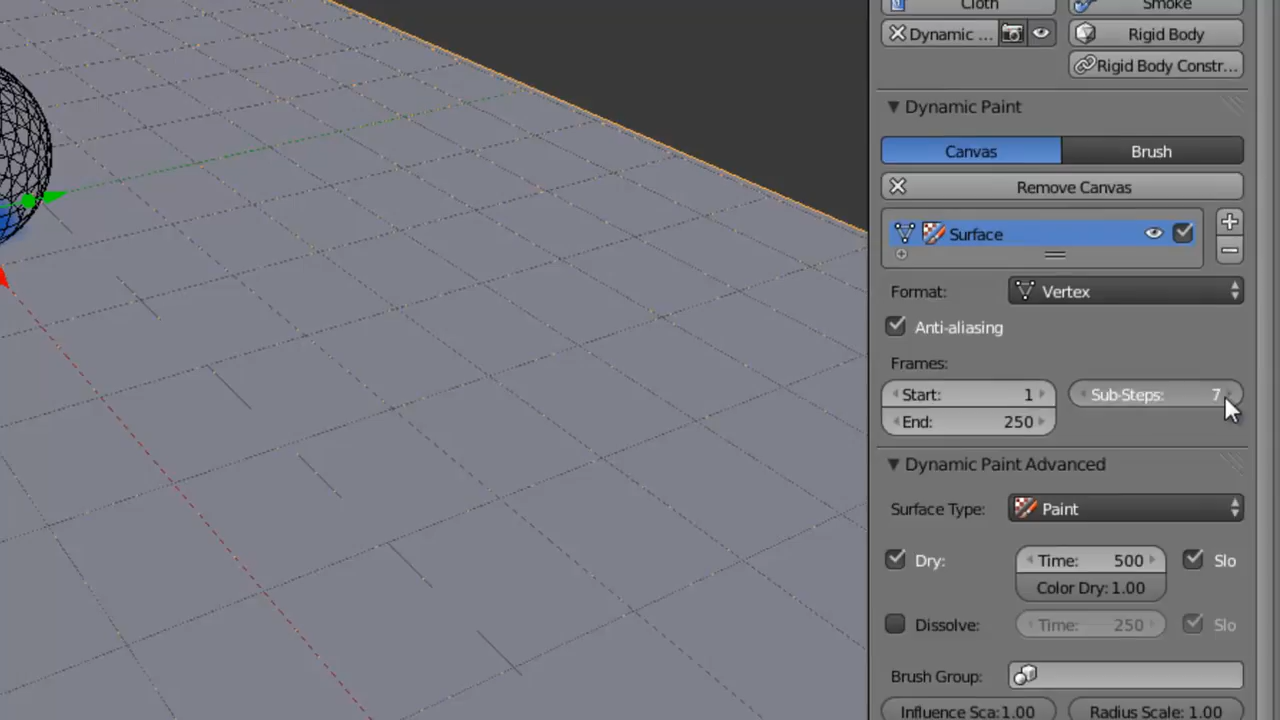 Cloth Smoke
Dynamic ... Rigid Body
Rigid Body Constr...
Dynamic Paint
Canvas Brush
Remove Canvas
Surface
Format: Vertex
Anti-aliasing
Frames:
Start: 1 Sub-Steps: 7
End: 250
Dynamic Paint Advanced
Surface Type: Paint
Dry: Time: 500 Slo
Color Dry: 1.00
Dissolve: Time: 250 Slo
Brush Group:
Influence Sca:1.00 Radius Scale: 1.00